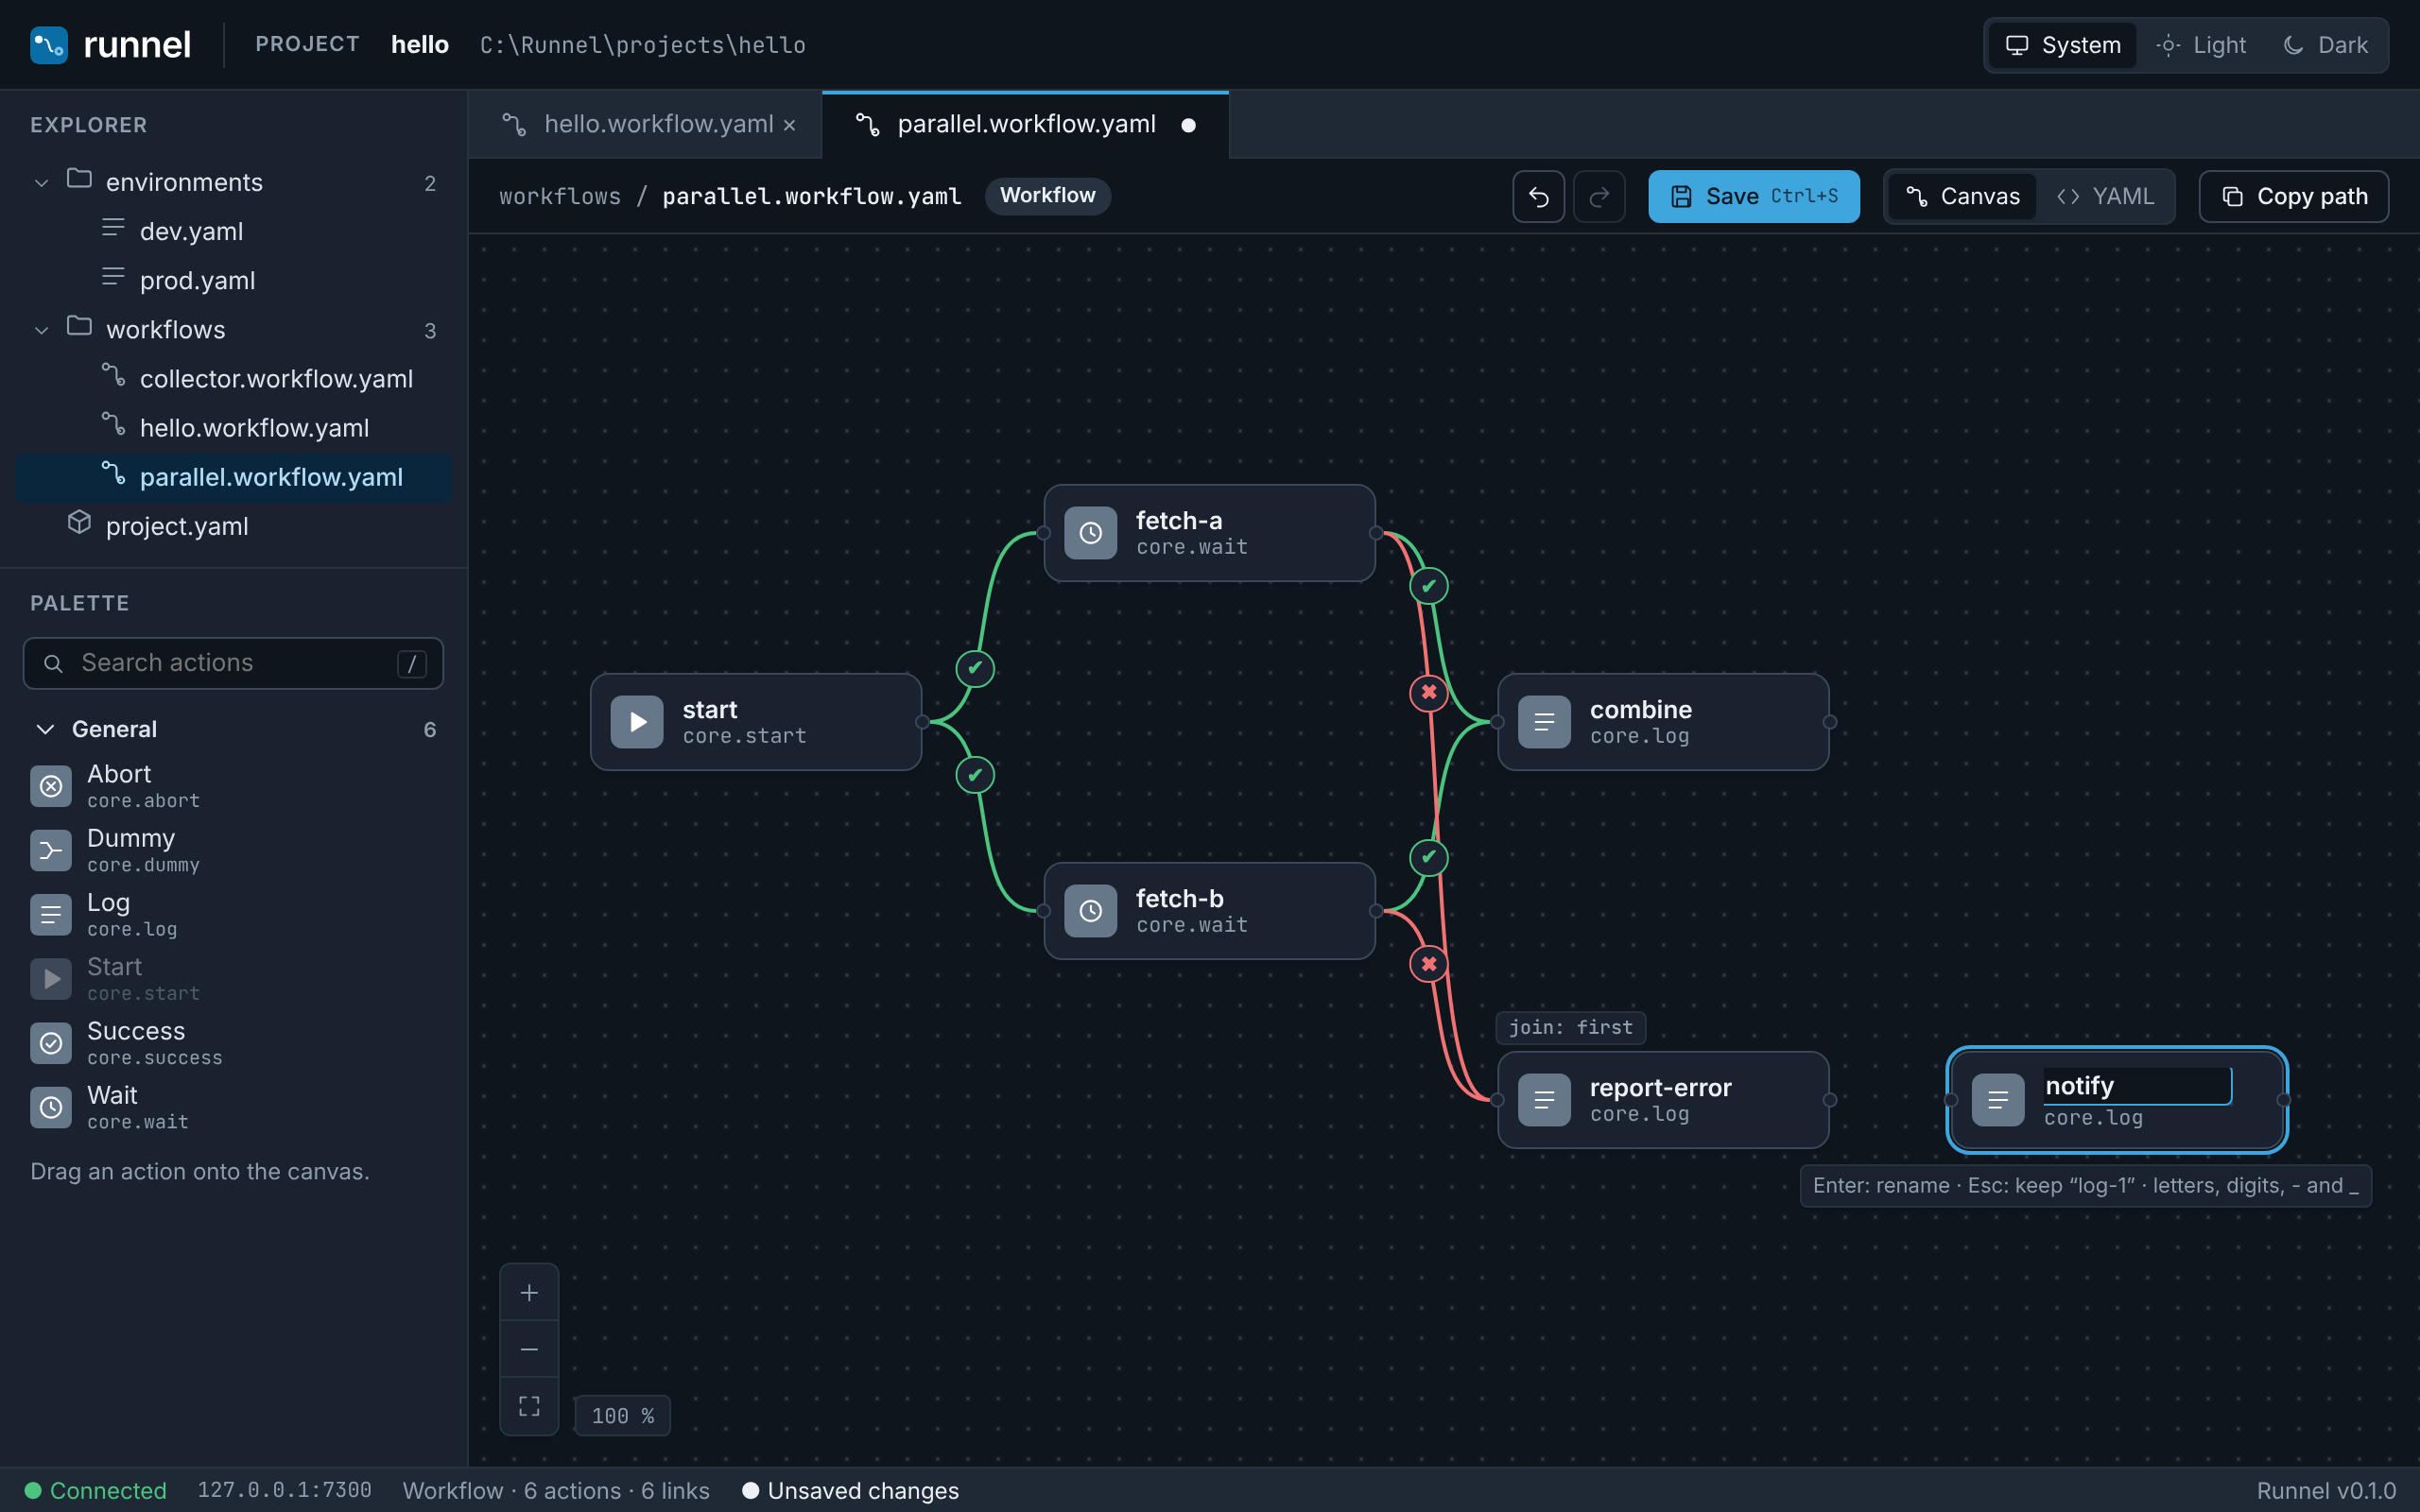 runnel
PROJECT hello C:\Runnel\projects\hello
System Light Dark
EXPLORER
environments 2
dev.yaml
prod.yaml
workflows 3
collector.workflow.yaml
hello.workflow.yaml
parallel.workflow.yaml
project.yaml
PALETTE
Search actions /
General 6
Abort
core.abort
Dummy
core.dummy
Log
core.log
Start
core.start
Success
core.success
Wait
core.wait
Drag an action onto the canvas.
hello.workflow.yaml ×
parallel.workflow.yaml
workflows / parallel.workflow.yaml Workflow
Save Ctrl+S
Canvas YAML
Copy path
fetch-a
core.wait
start
core.start
combine
core.log
fetch-b
core.wait
join: first
report-error
core.log
notify
core.log
Enter: rename · Esc: keep “log-1” · letters, digits, - and _
100 %
Connected 127.0.0.1:7300 Workflow · 6 actions · 6 links Unsaved changes
Runnel v0.1.0